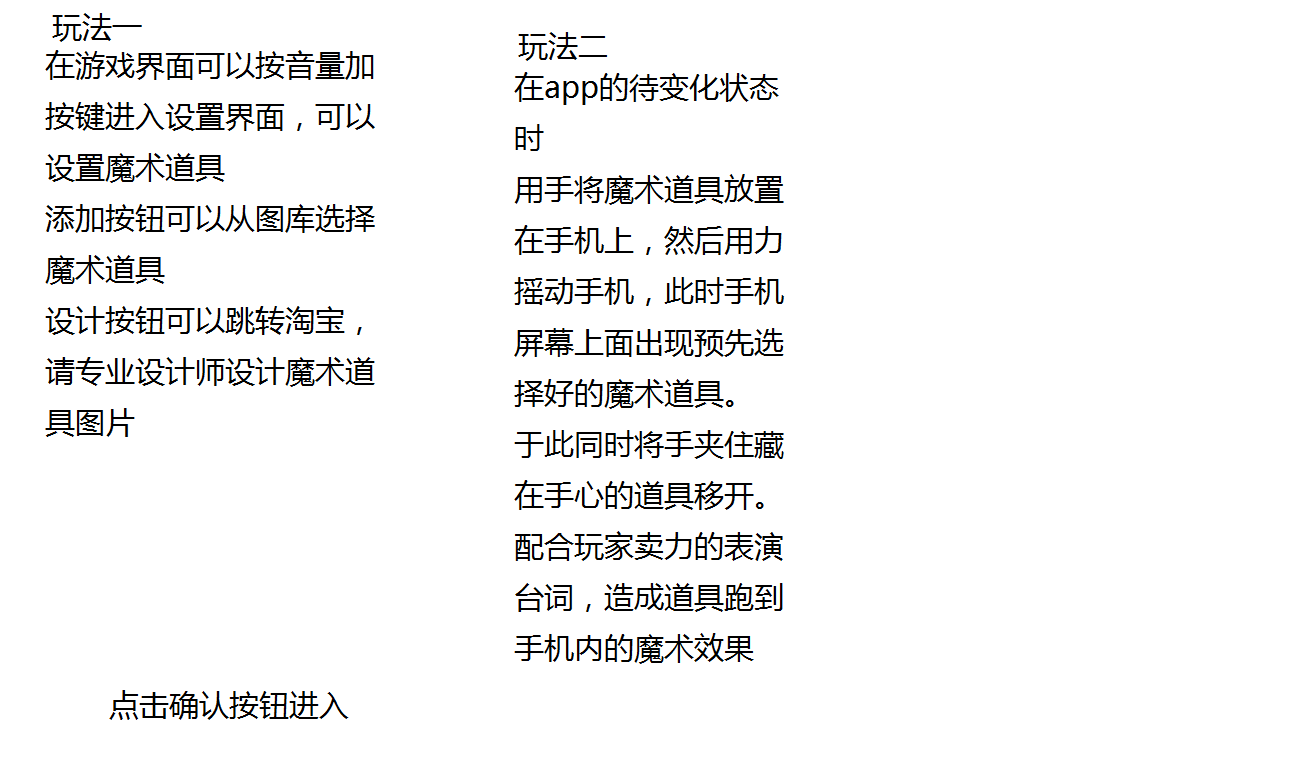 玩法一
在游戏界面可以按音量加
按键进入设置界面，可以
设置魔术道具
添加按钮可以从图库选择
魔术道具
设计按钮可以跳转淘宝，
请专业设计师设计魔术道
具图片
点击确认按钮进入
玩法二
在app的待变化状态
时
用手将魔术道具放置
在手机上，然后用力
摇动手机，此时手机
屏幕上面出现预先选
择好的魔术道具。
于此同时将手夹住藏
在手心的道具移开。
配合玩家卖力的表演
台词，造成道具跑到
手机内的魔术效果